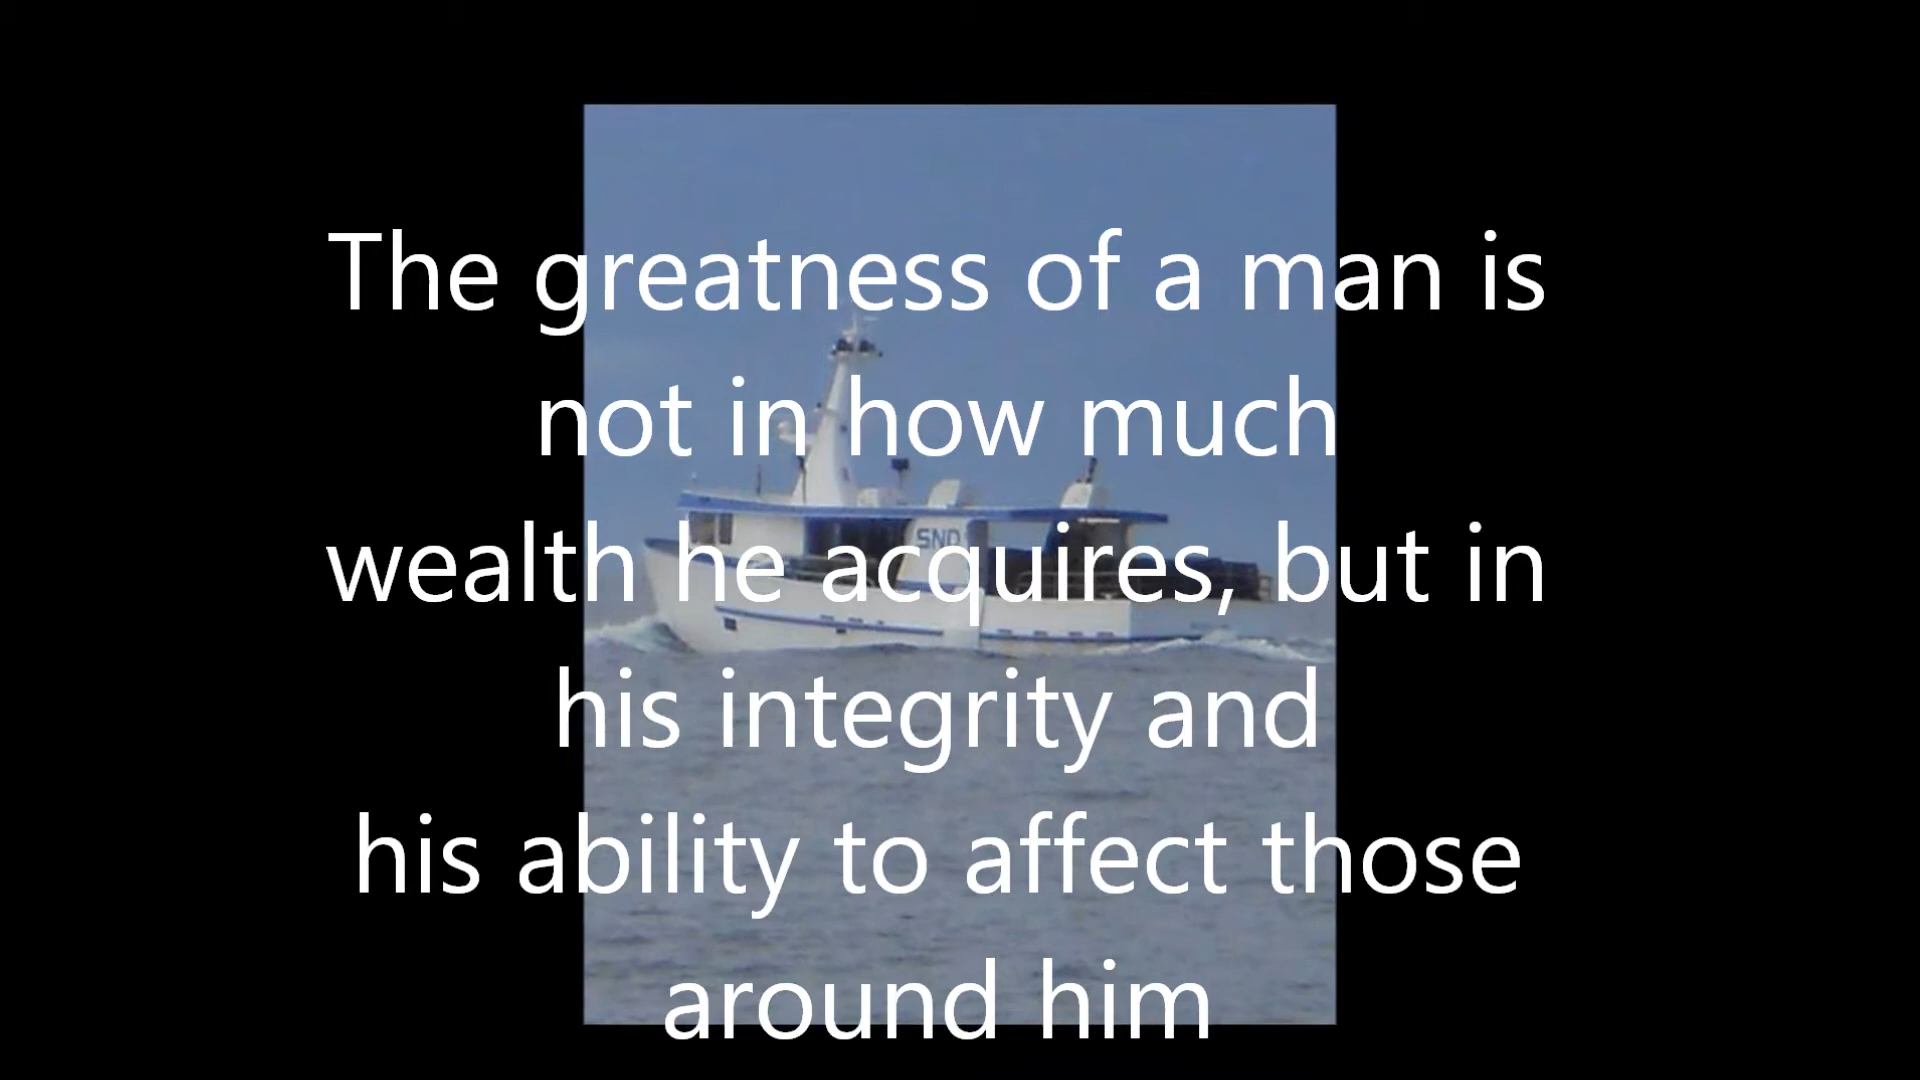 The greatness of a man is
not in how much
wealth he acquires, but in
his integrity and
his ability to affect those
around him
SND